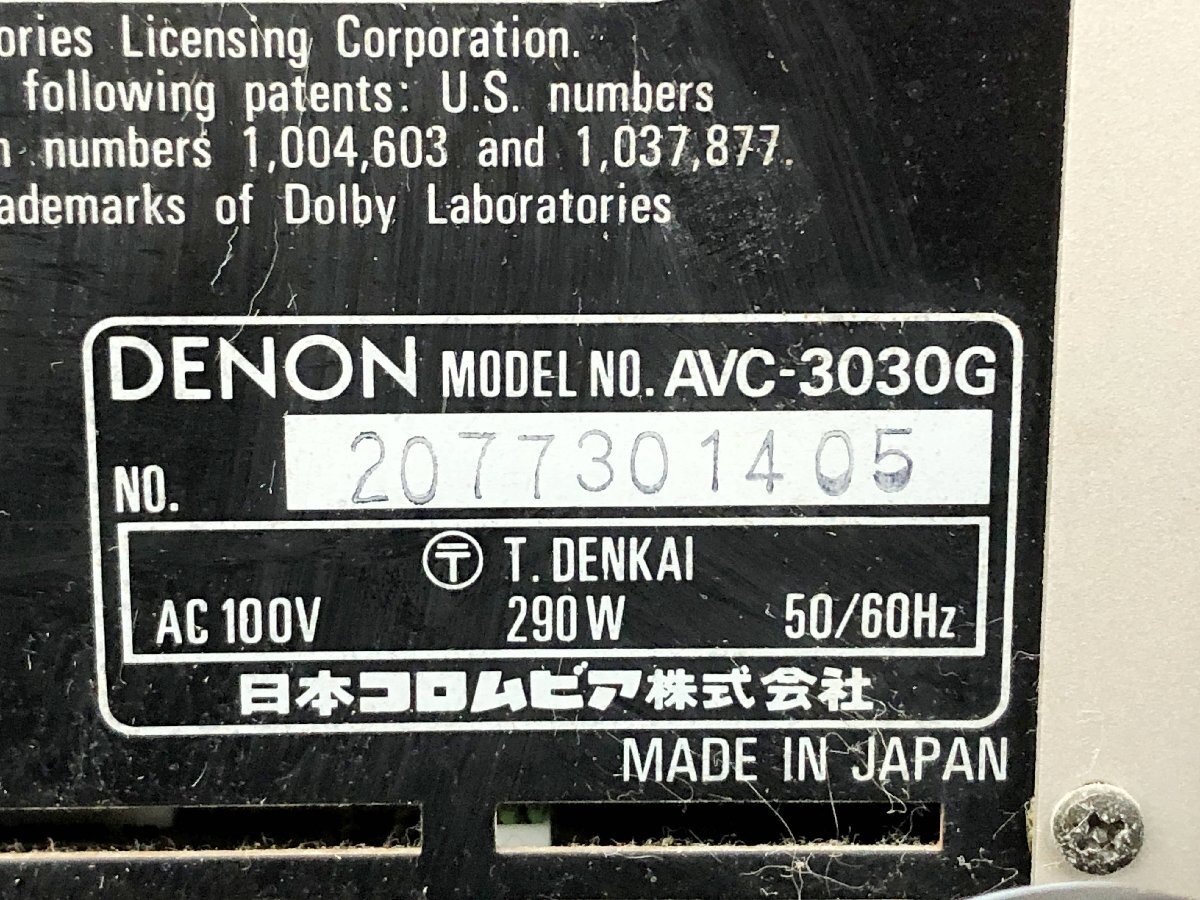 ories Licensing Corporation.
following patents: U.S. numbers
n numbers 1,004,603 and 1,037,877.
ademarks of Dolby Laboratories
DENON MODEL NO. AVC-3030G
NO. 2077301405
〒 T. DENKAI
AC 100V 290W 50/60Hz
日本コロムビア株式会社
MADE IN JAPAN